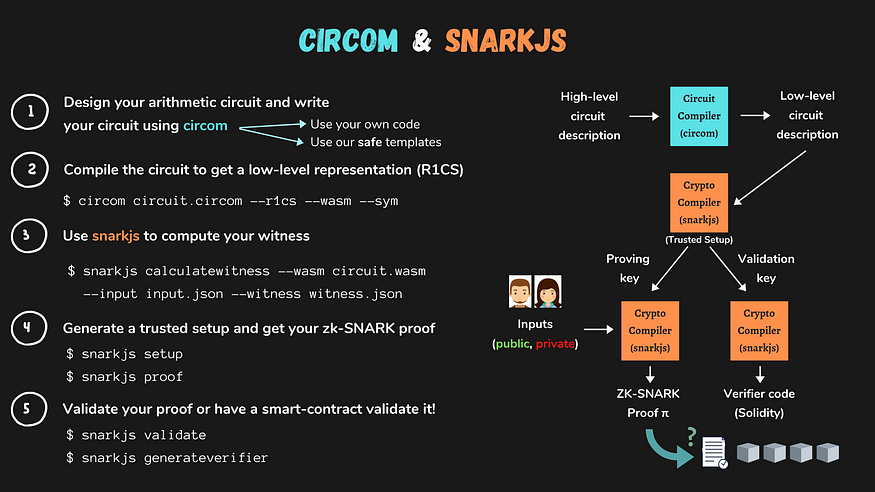 CIRCOM & SNARKJS
1
Design your arithmetic circuit and write
your circuit using circom
Use your own code
Use our safe templates
2
Compile the circuit to get a low-level representation (R1CS)
$ circom circuit.circom --r1cs --wasm --sym
3
Use snarkjs to compute your witness
$ snarkjs calculatewitness --wasm circuit.wasm
--input input.json --witness witness.json
4
Generate a trusted setup and get your zk-SNARK proof
$ snarkjs setup
$ snarkjs proof
5
Validate your proof or have a smart-contract validate it!
$ snarkjs validate
$ snarkjs generateverifier
High-level
circuit
description
Circuit
Compiler
(circom)
Low-level
circuit
description
Crypto
Compiler
(snarkjs)
(Trusted Setup)
Proving
key
Validation
key
Inputs
(public, private)
Crypto
Compiler
(snarkjs)
Crypto
Compiler
(snarkjs)
ZK-SNARK
Proof π
Verifier code
(Solidity)
?